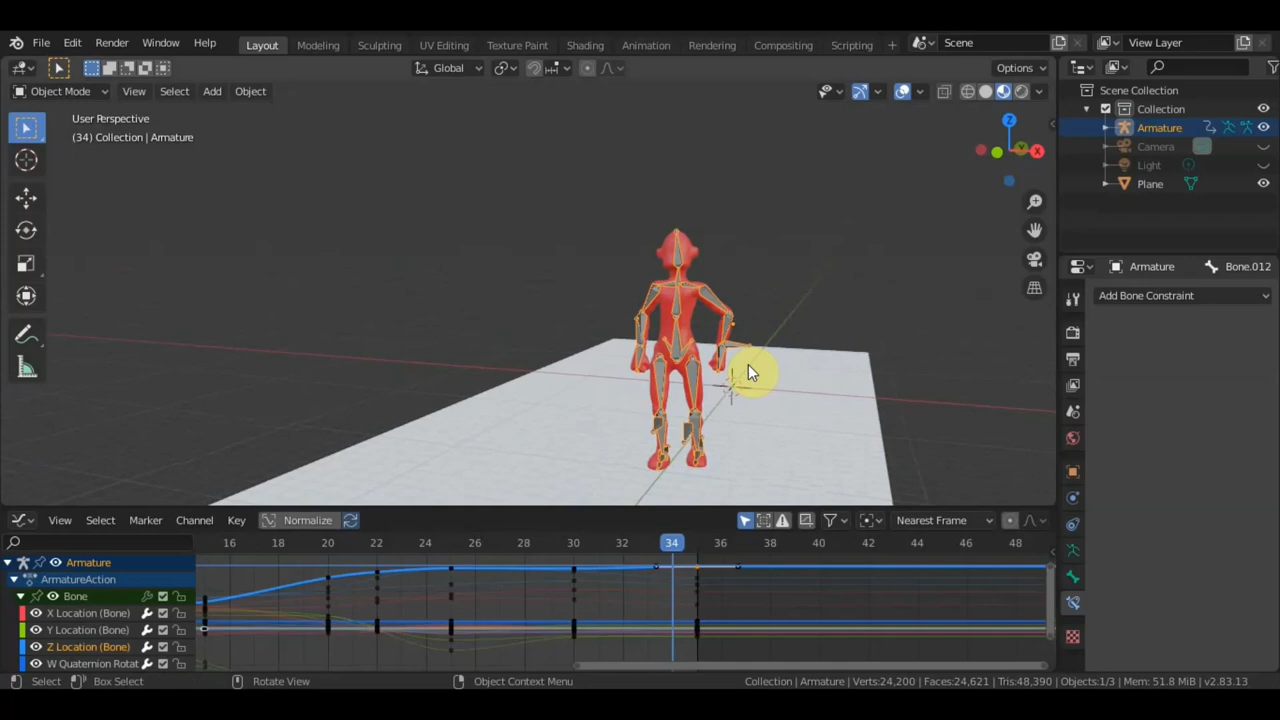 File Edit Render Window Help Layout Modeling Sculpting UV Editing Texture Paint Shading Animation Rendering Compositing Scripting + Scene View Layer
Global Options
Object Mode View Select Add Object
User Perspective
(34) Collection | Armature
Z
Y
X
Scene Collection
Collection
Armature
Camera
Light
Plane
Armature Bone.012
Add Bone Constraint
View Select Marker Channel Key Normalize Nearest Frame
16 18 20 22 24 26 28 30 32 34 36 38 40 42 44 46 48
Armature
ArmatureAction
Bone
X Location (Bone)
Y Location (Bone)
Z Location (Bone)
W Quaternion Rotat
Select Box Select Rotate View Object Context Menu Collection | Armature | Verts:24,200 | Faces:24,621 | Tris:48,390 | Objects:1/3 | Mem: 51.8 MiB | v2.83.13